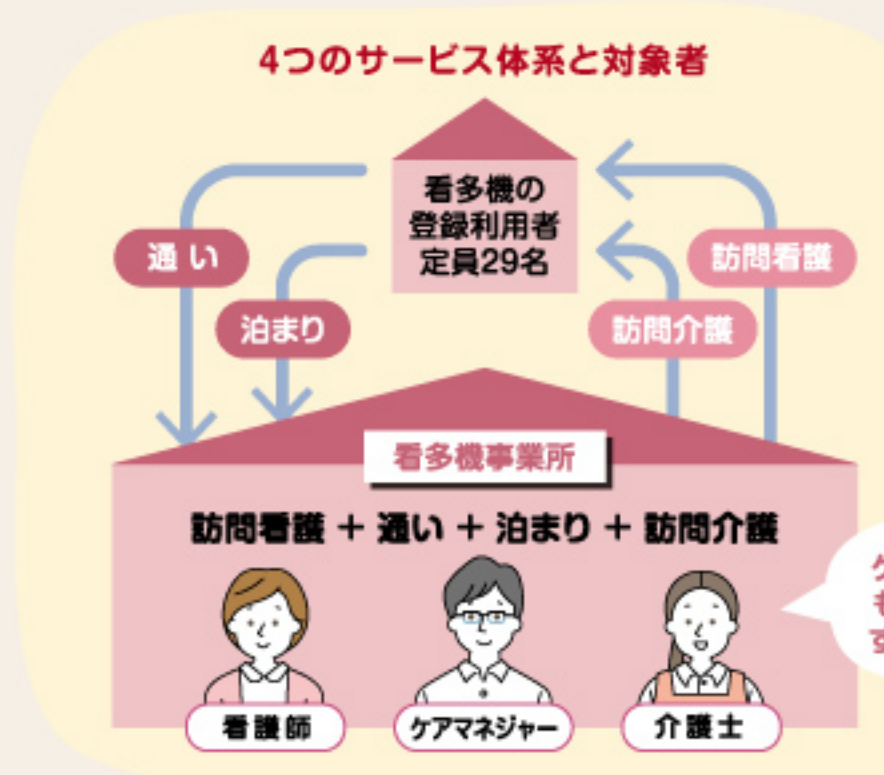 4つのサービス体系と対象者
看多機の
登録利用者
定員29名
通い
泊まり
訪問看護
訪問介護
看多機事業所
訪問看護 + 通い + 泊まり + 訪問介護
看護師
ケアマネジャー
介護士